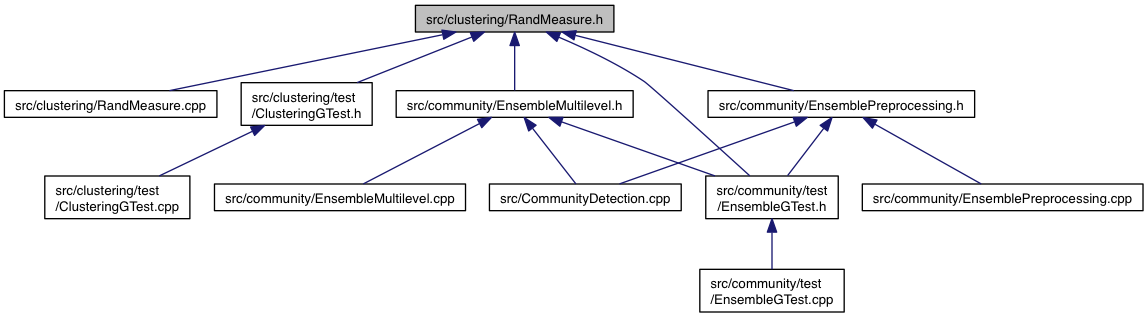 src/clustering/RandMeasure.h
src/clustering/RandMeasure.cpp
src/clustering/test
/ClusteringGTest.h
src/community/EnsembleMultilevel.h
src/community/EnsemblePreprocessing.h
src/clustering/test
/ClusteringGTest.cpp
src/community/EnsembleMultilevel.cpp
src/CommunityDetection.cpp
src/community/test
/EnsembleGTest.h
src/community/EnsemblePreprocessing.cpp
src/community/test
/EnsembleGTest.cpp